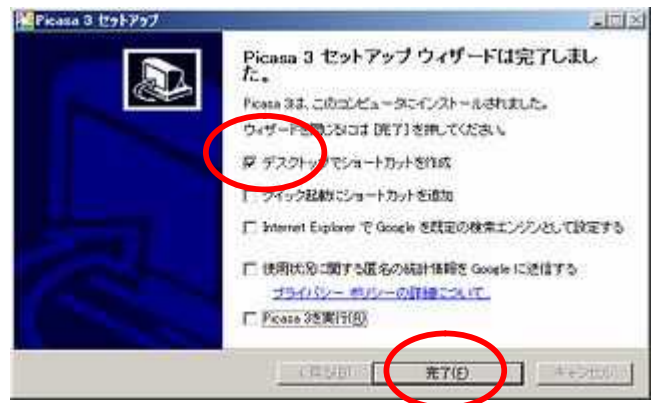 Picasa 3 セットアップ
Picasa 3 セットアップ ウィザードは完了しまし
た。
Picasa 3は、このコンピュータにインストールされました。
ウィザードを閉じるには [完了] を押してください。
デスクトップでショートカットを作成
クイック起動にショートカットを追加
Internet Explorer で Google を既定の検索エンジンとして設定する
使用状況に関する匿名の統計情報を Google に送信する
プライバシー ポリシーの詳細について
Picasa 3を実行(R)
< 戻る(B) 完了(F) キャンセル